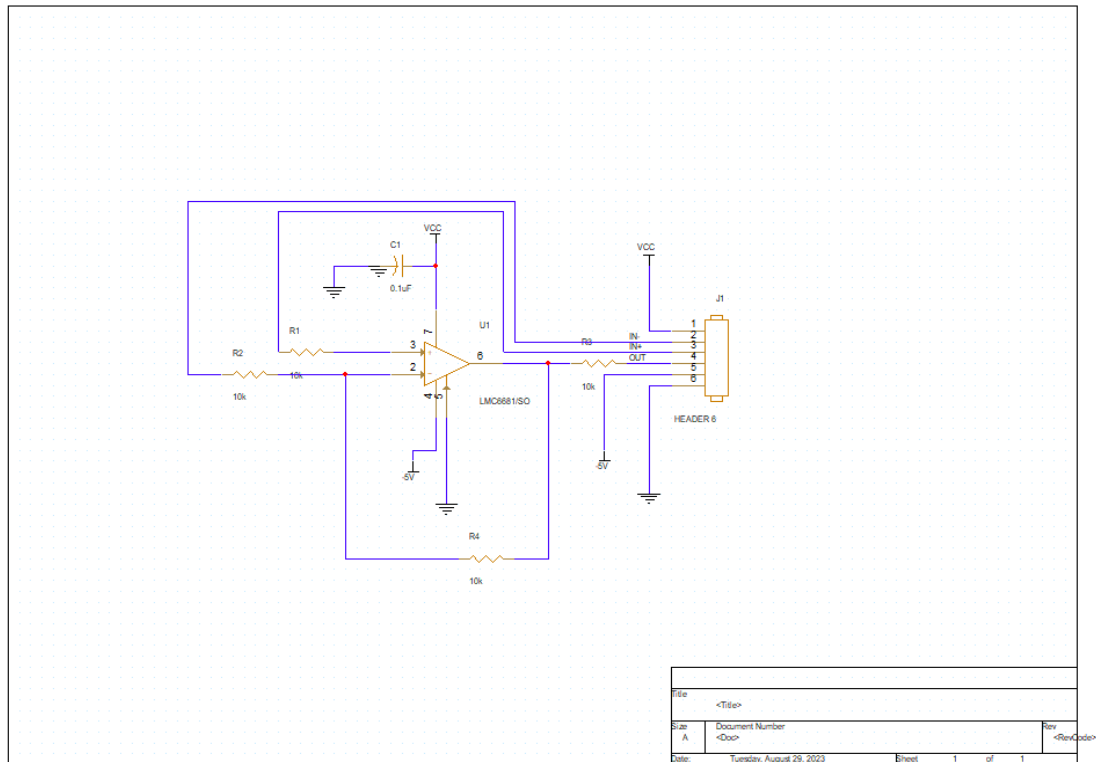 VCC
C1
0.1uF
VCC
J1
U1
7
R1
3
R2
10k
10k
2
6
4
5
LMC6681/SO
-5V
R3
10k
IN-
IN+
OUT
1
2
3
4
5
6
HEADER 6
-5V
R4
10k
Title
<Title>
Size
A
Document Number
<Doc>
Rev
<RevCode>
Date:
Tuesday, August 29, 2023
Sheet 1 of 1